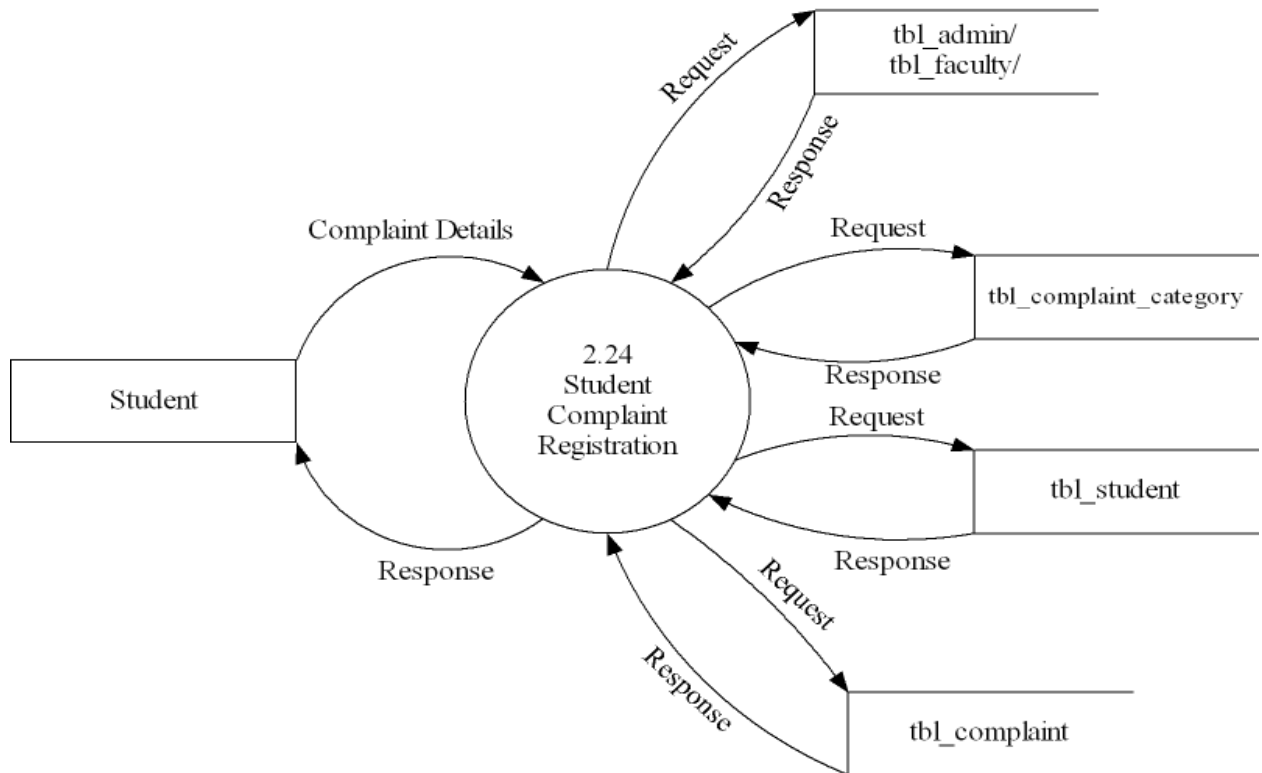 tbl_admin/
tbl_faculty/
Request
Response
Complaint Details
Request
tbl_complaint_category
Response
2.24
Student
Complaint
Registration
Student
Request
tbl_student
Response
Response
Request
Response
tbl_complaint